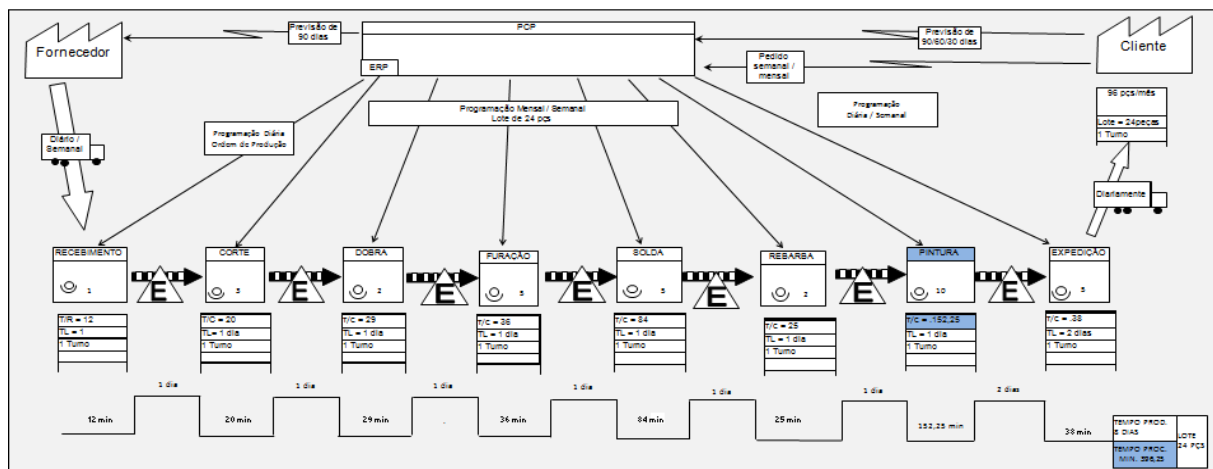 PCP
Previsão de
90 dias
Fornecedor
ERP
Previsão de
90/60/30 dias
Pedido
semanal /
mensal
Cliente
96 pçs/mês
Lote = 24peças
1 Turno
Programação Mensal / Semanal
Lote de 24 pçs
Programação
Diária / Semanal
Programação Diária
Ordem de Produção
Diário /
Semanal
Diariamente
RECEBIMENTO
CORTE
DOBRA
FURAÇÃO
SOLDA
REBARBA
PINTURA
EXPEDIÇÃO
1
E
3
E
2
E
5
E
5
E
2
E
10
E
5
T/R = 12
TL = 1
1 Turno
T/C = 20
TL= 1 dia
1 Turno
T/c = 29
TL = 1 dia
1 Turno
T/c = 36
TL= 1 dia
1 Turno
T/c = 84
TL= 1 dia
1 Turno
T/c = 25
TL = 1 dia
1 Turno
T/c = .152,25
TL = 1 dia
1 Turno
T/c = .38
TL = 2 dias
1 Turno
1 dia
1 dia
1 dia
1 dia
1 dia
1 dia
2 dias
12 min
20 min
29 min
36 min
84 min
25 min
152,25 min
38 min
TEMPO PROD.
8 DIAS
TEMPO PROC.
MIN. 396,25
LOTE
24 PÇS